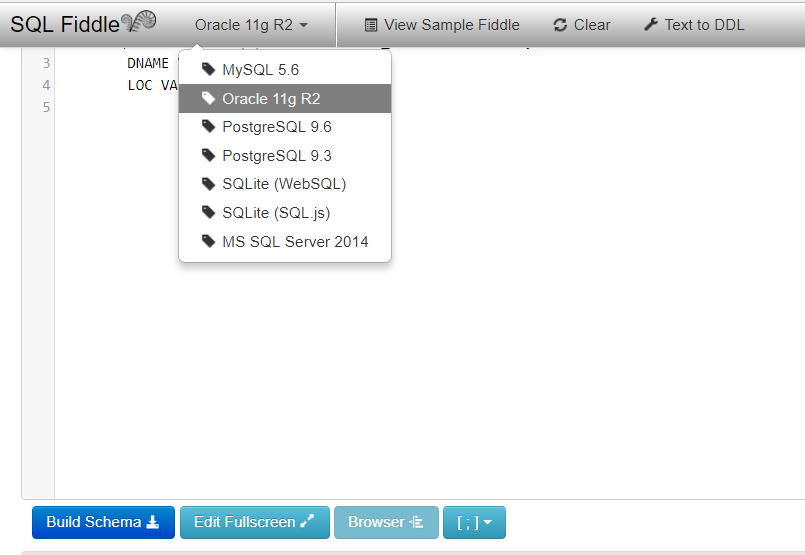 SQL Fiddle Oracle 11g R2 View Sample Fiddle Clear Text to DDL
3 DNAME
4 LOC VA
5
MySQL 5.6
Oracle 11g R2
PostgreSQL 9.6
PostgreSQL 9.3
SQLite (WebSQL)
SQLite (SQL.js)
MS SQL Server 2014
Build Schema Edit Fullscreen Browser [ ; ]